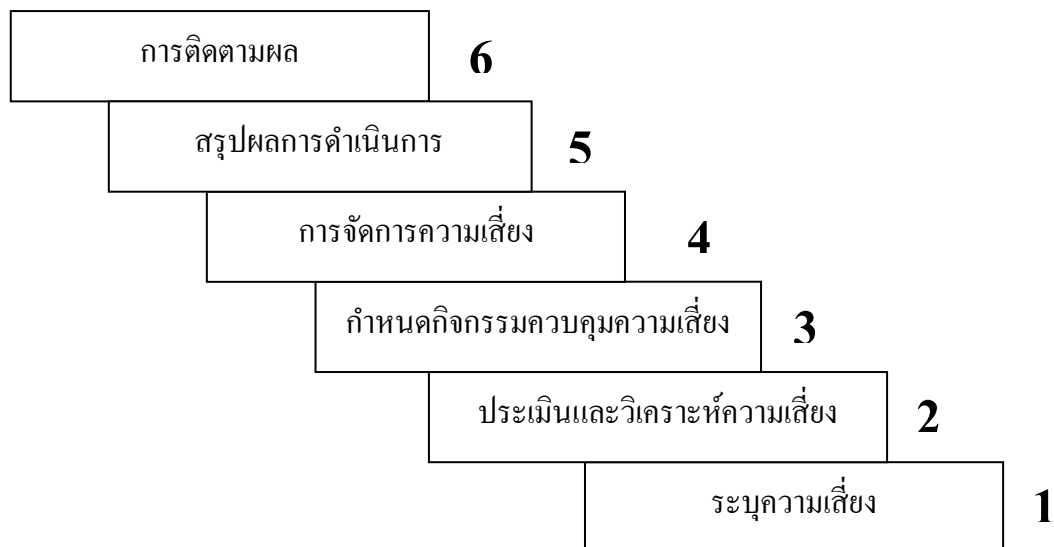 การติดตามผล 6
สรุปผลการดำเนินการ 5
การจัดการความเสี่ยง 4
กำหนดกิจกรรมควบคุมความเสี่ยง 3
ประเมินและวิเคราะห์ความเสี่ยง 2
ระบุความเสี่ยง 1